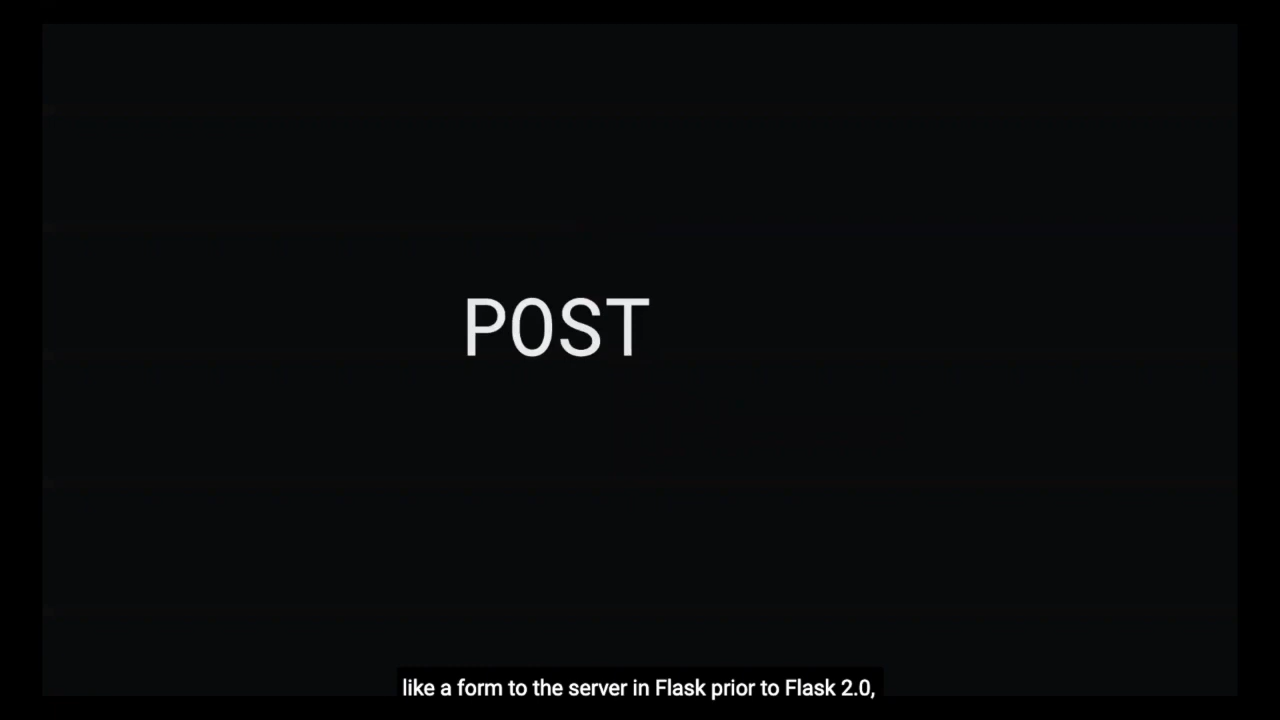 POST
like a form to the server in Flask prior to Flask 2.0,